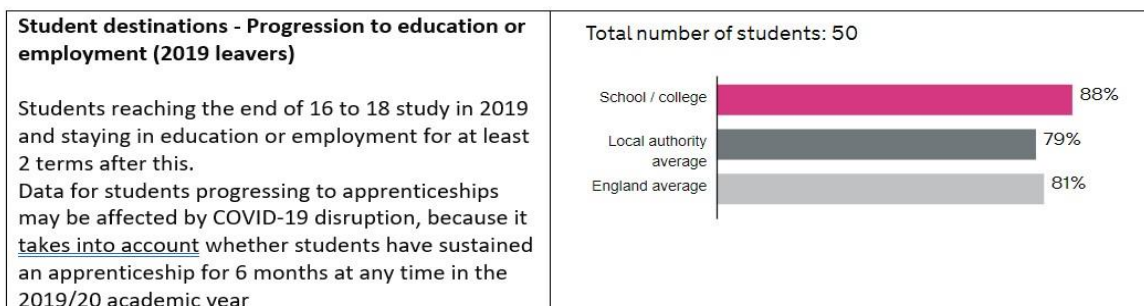 Student destinations - Progression to education or
employment (2019 leavers)
Students reaching the end of 16 to 18 study in 2019
and staying in education or employment for at least
2 terms after this.
Data for students progressing to apprenticeships
may be affected by COVID-19 disruption, because it
takes into account whether students have sustained
an apprenticeship for 6 months at any time in the
2019/20 academic year
Total number of students: 50
School / college 88%
Local authority
average 79%
England average 81%